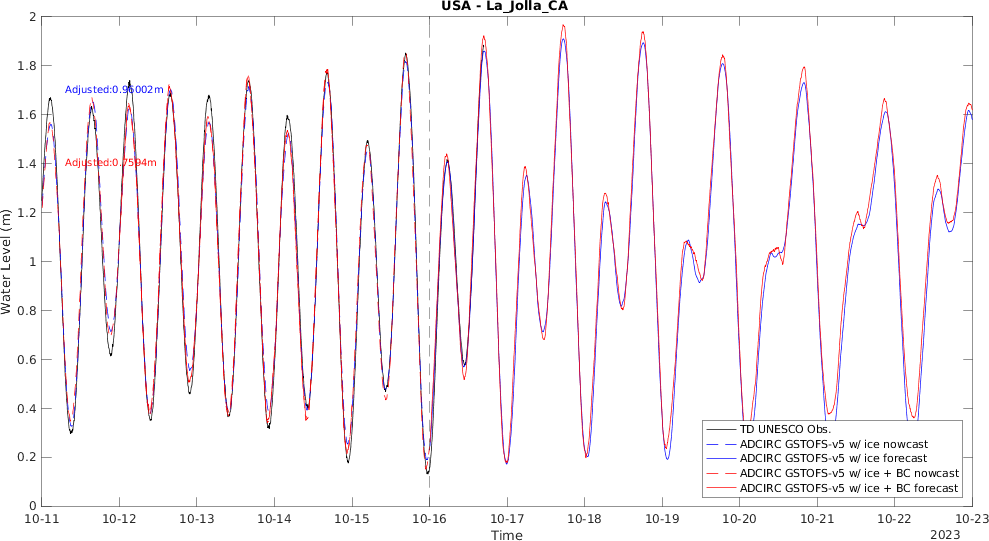 USA - La_Jolla_CA
Water Level (m)
2
1.8
1.6
1.4
1.2
1
0.8
0.6
0.4
0.2
0
Adjusted:0.96002m
Adjusted:0.7594m
TD UNESCO Obs.
ADCIRC GSTOFS-v5 w/ ice nowcast
ADCIRC GSTOFS-v5 w/ ice forecast
ADCIRC GSTOFS-v5 w/ ice + BC nowcast
ADCIRC GSTOFS-v5 w/ ice + BC forecast
10-11 10-12 10-13 10-14 10-15 10-16 10-17 10-18 10-19 10-20 10-21 10-22 10-23
Time
2023